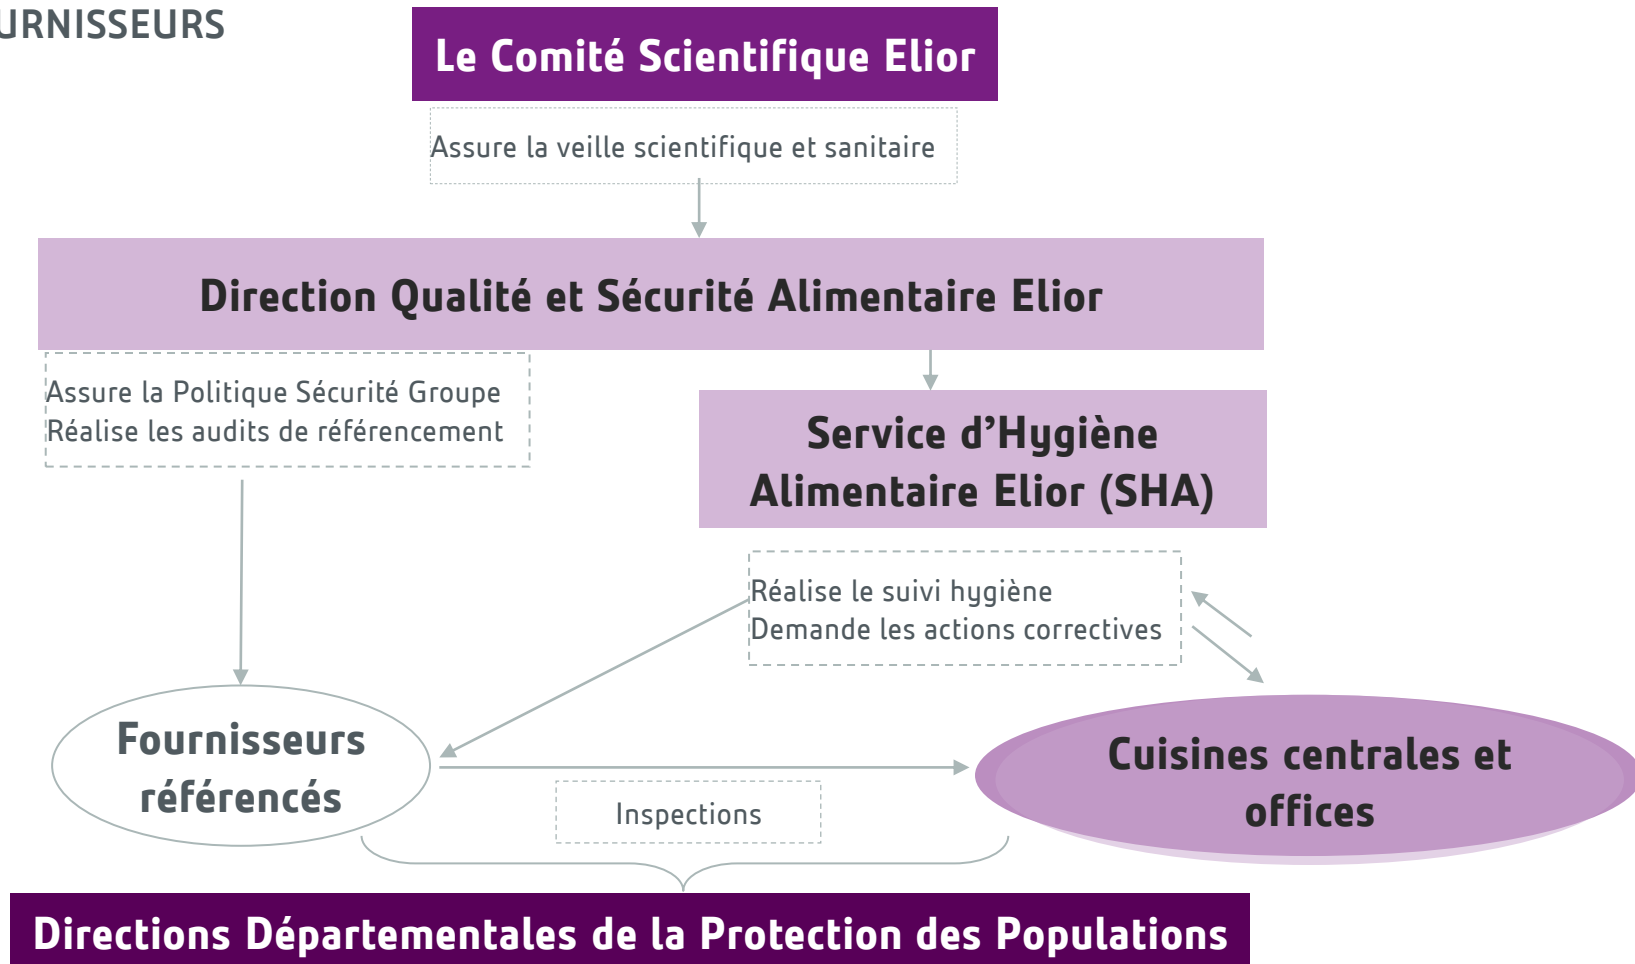 URNISSEURS
Le Comité Scientifique Elior
Assure la veille scientifique et sanitaire
Direction Qualité et Sécurité Alimentaire Elior
Assure la Politique Sécurité Groupe
Réalise les audits de référencement
Service d’Hygiène
Alimentaire Elior (SHA)
Réalise le suivi hygiène
Demande les actions correctives
Fournisseurs
référencés
Inspections
Cuisines centrales et
offices
Directions Départementales de la Protection des Populations